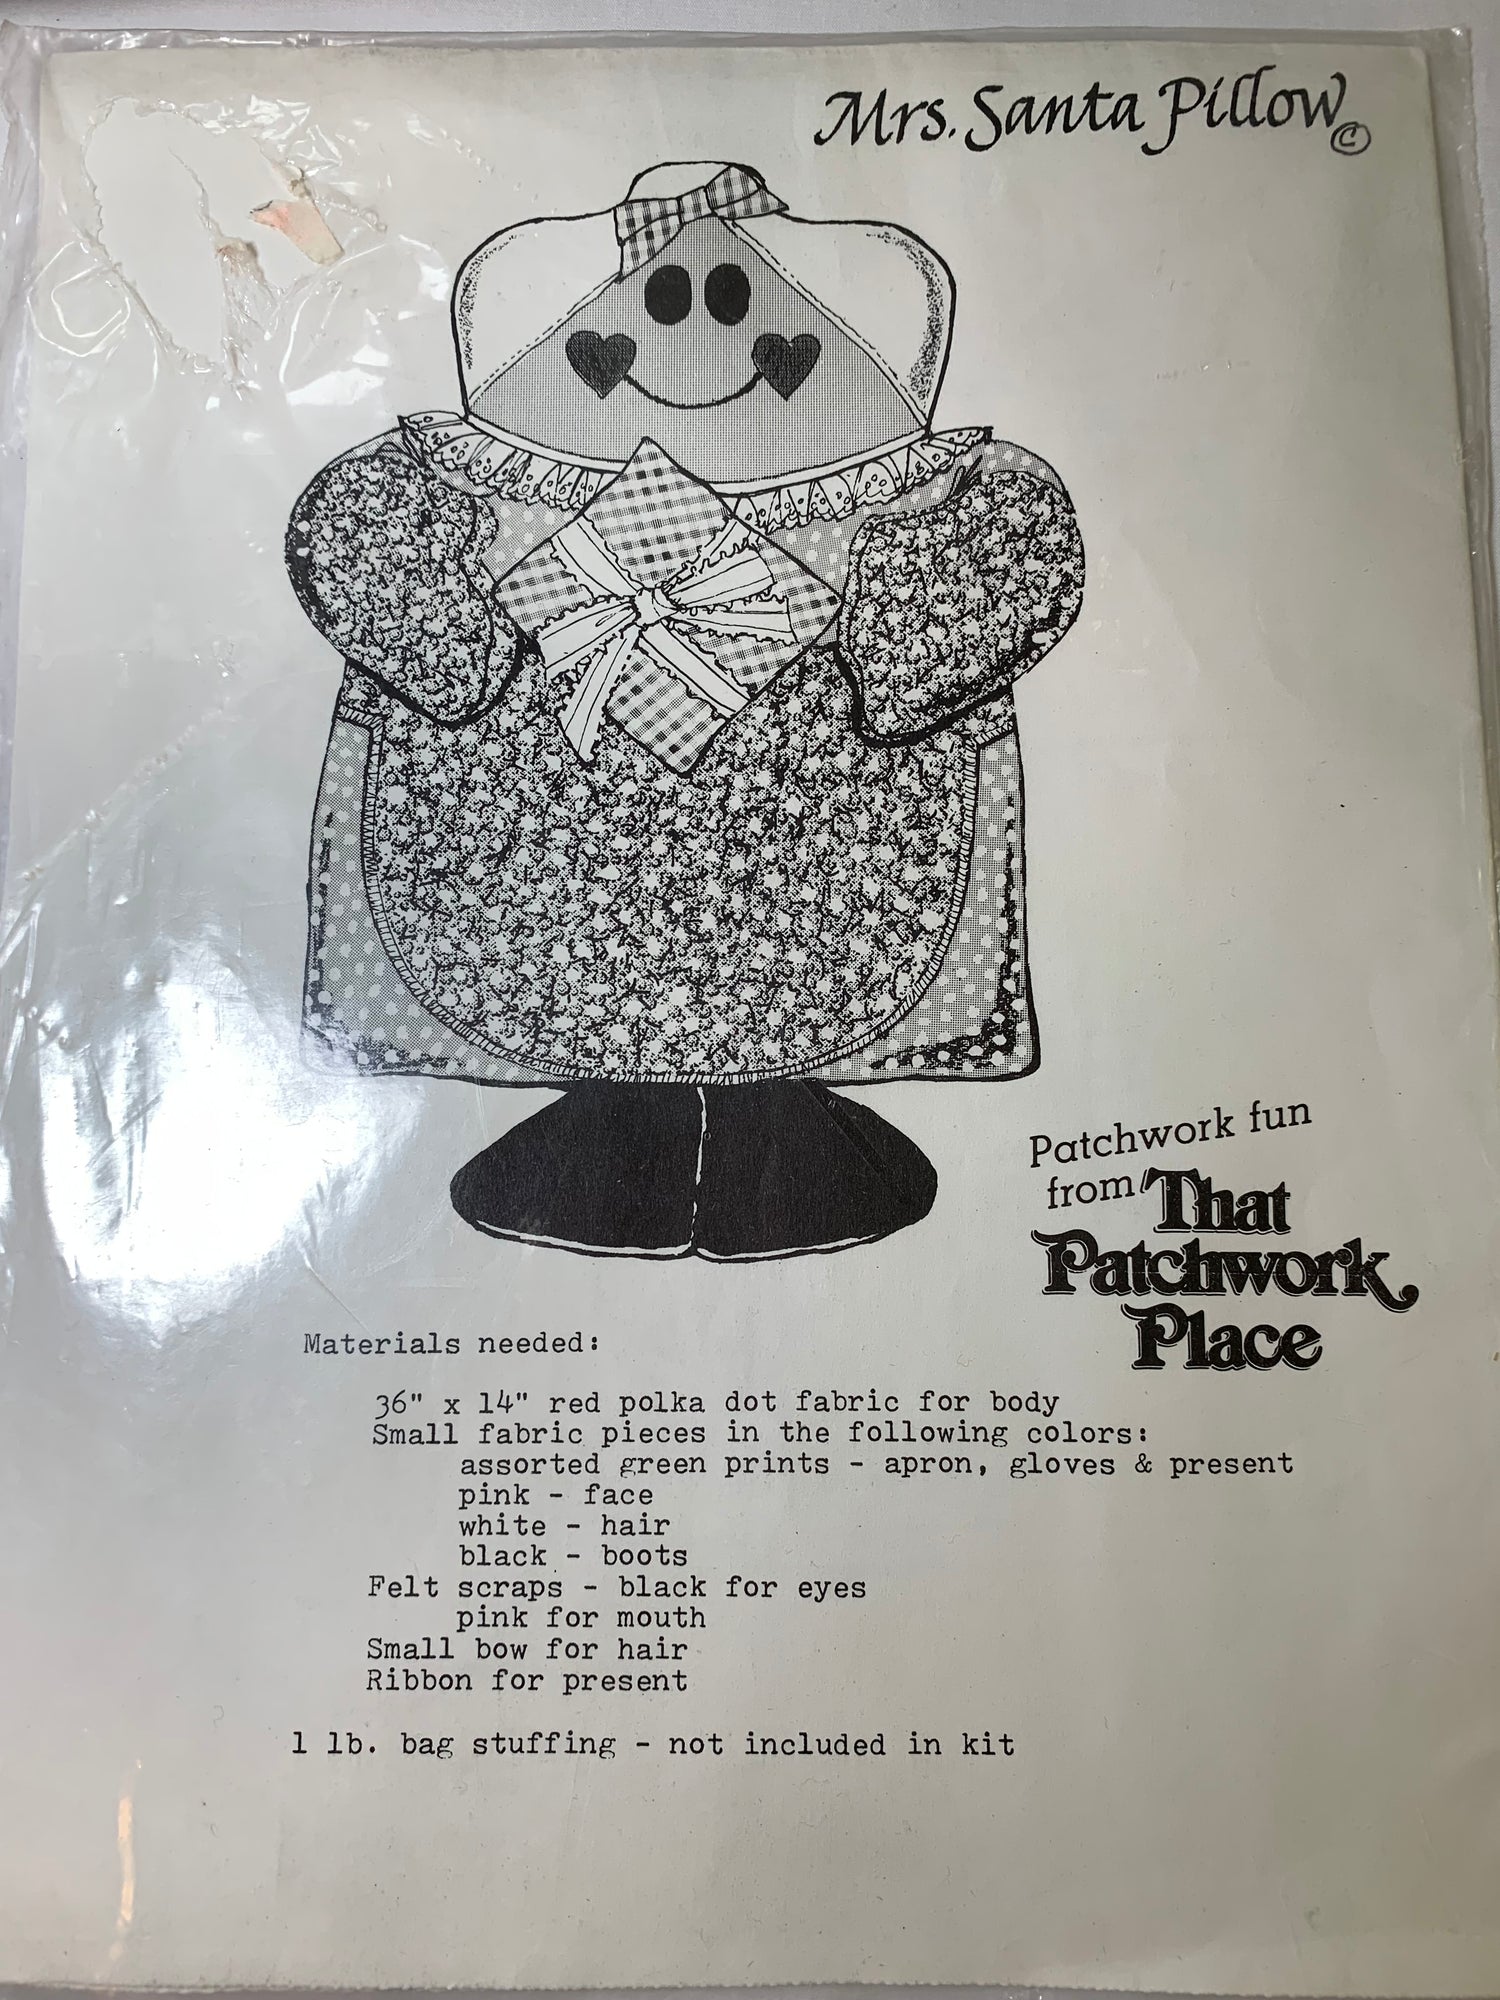 Mrs. Santa Pillow ©
Patchwork fun
from That
Patchwork
Place
Materials needed:
36" x 14" red polka dot fabric for body
Small fabric pieces in the following colors:
assorted green prints - apron, gloves & present
pink - face
white - hair
black - boots
Felt scraps - black for eyes
pink for mouth
Small bow for hair
Ribbon for present
1 lb. bag stuffing - not included in kit